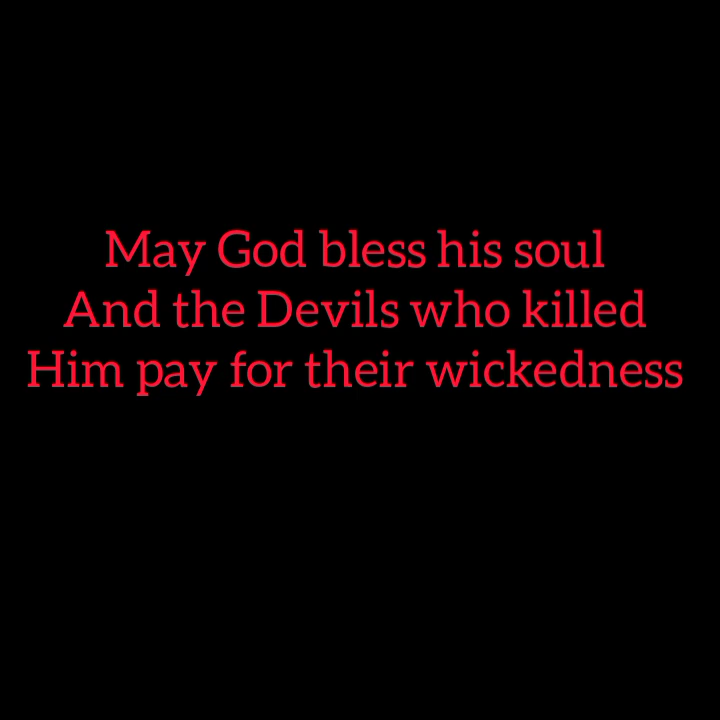 May God bless his soul
And the Devils who killed
Him pay for their wickedness